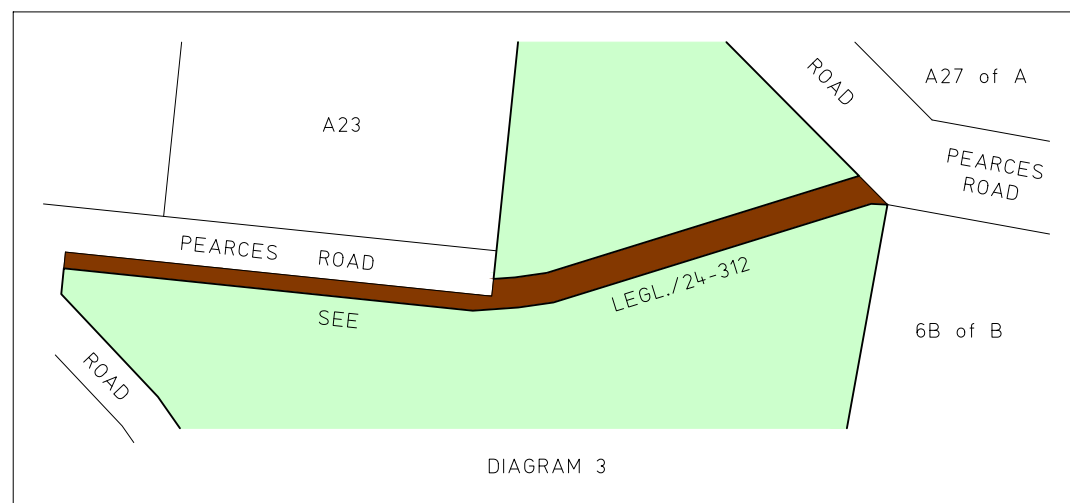 ROAD
A27 of A
A23
PEARCES
ROAD
PEARCES ROAD
LEGL./24-312
SEE
6B of B
ROAD
DIAGRAM 3